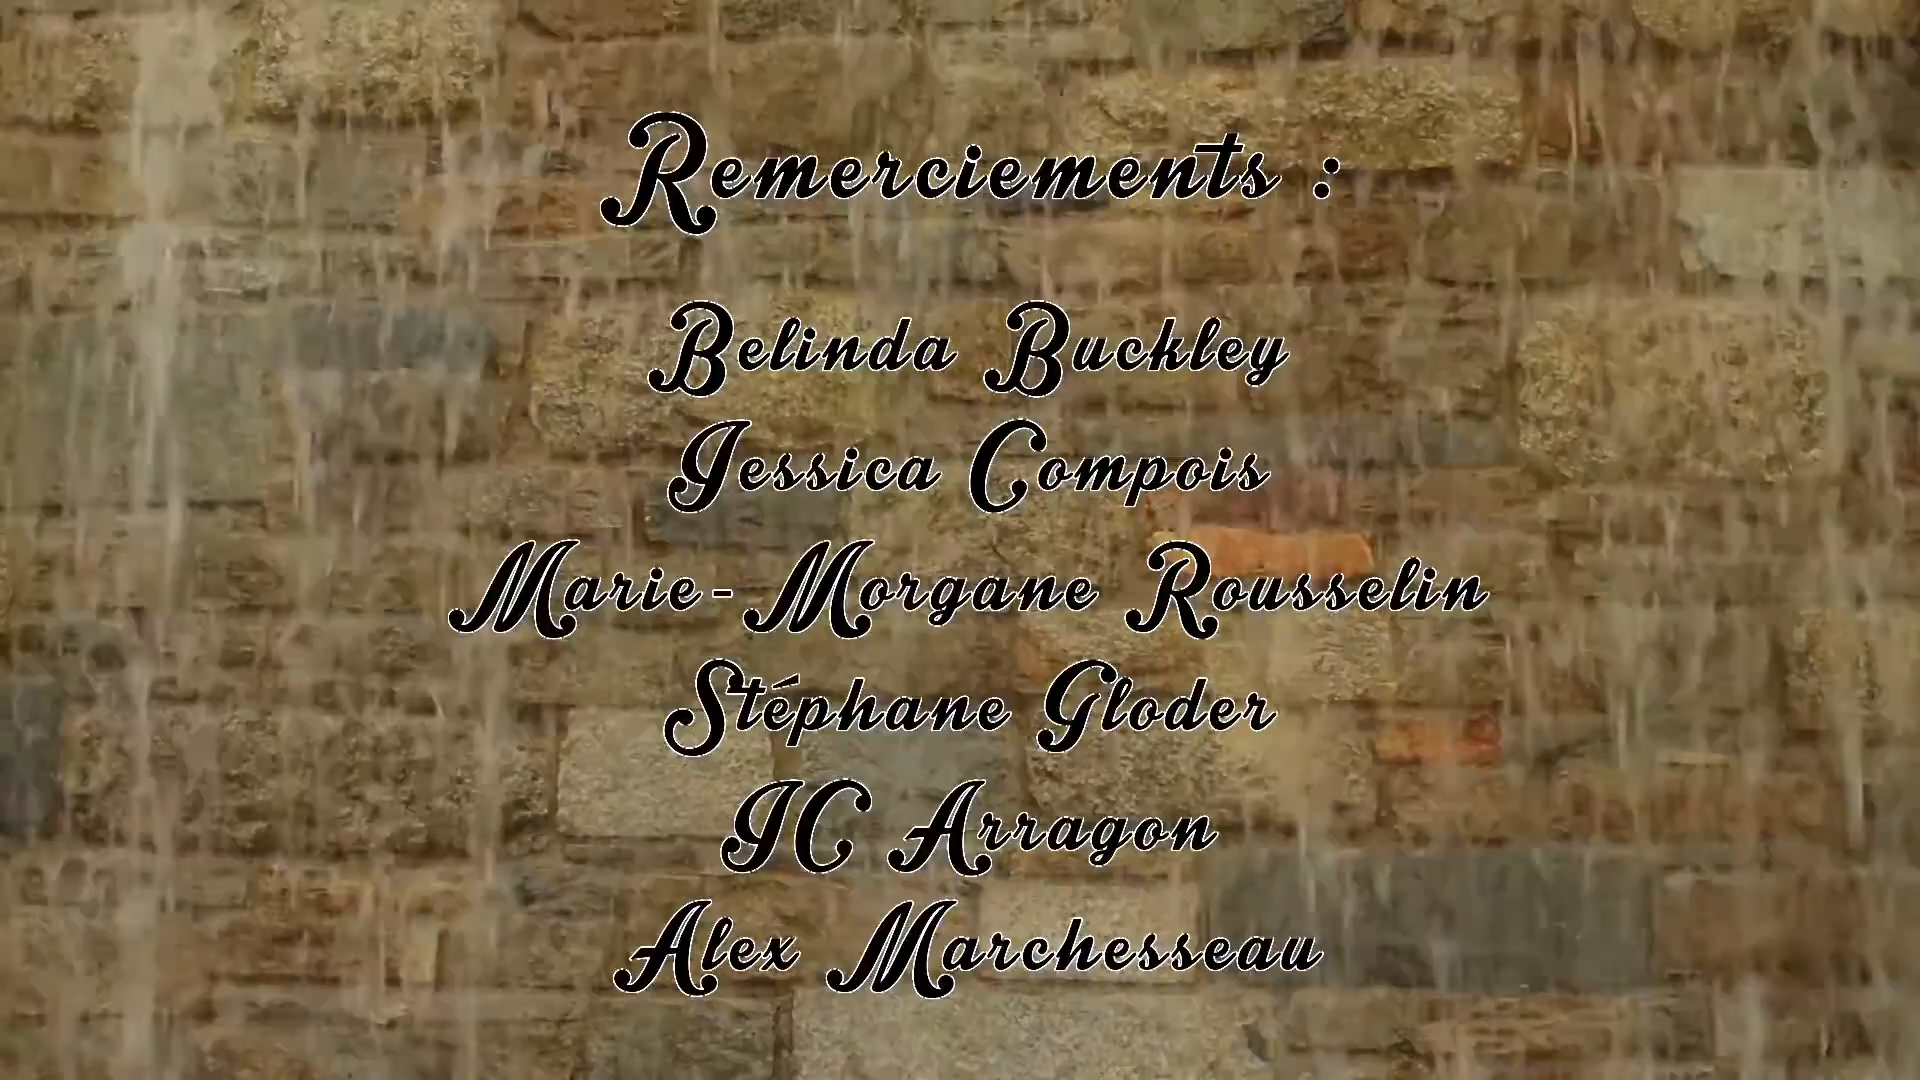 Remerciements :
Belinda Buckley
Jessica Compois
Marie-Morgane Rousselin
Stéphane Gloder
JC Arragon
Alex Marchesseau